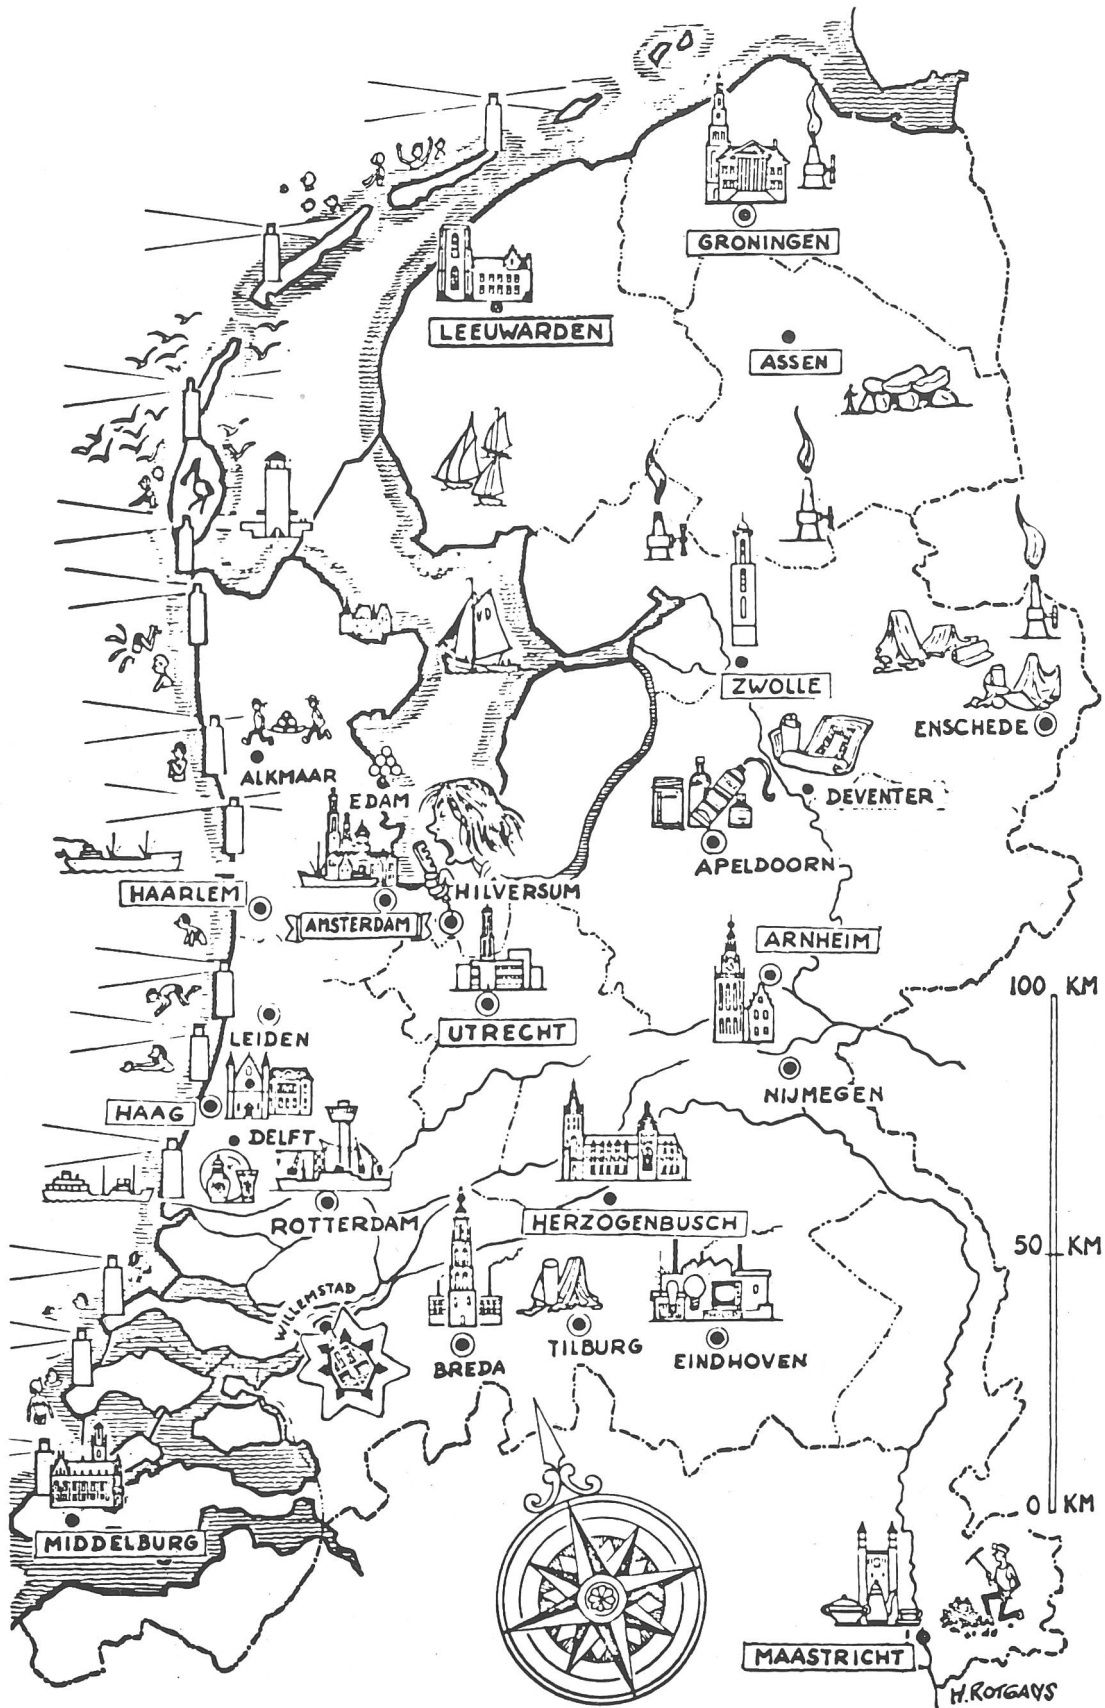 GRONINGEN
LEEUWARDEN
ASSEN
VD
ZWOLLE
ENSCHEDE
ALKMAAR
EDAM
DEVENTER
APELDOORN
HAARLEM
HILVERSUM
AMSTERDAM
ARNHEIM
100 KM
LEIDEN
UTRECHT
NIJMEGEN
HAAG
DELFT
ROTTERDAM
HERZOGENBUSCH
50 KM
WILLEMSTAD
BREDA
TILBURG
EINDHOVEN
0 KM
MIDDELBURG
MAASTRICHT
H. ROTGANS